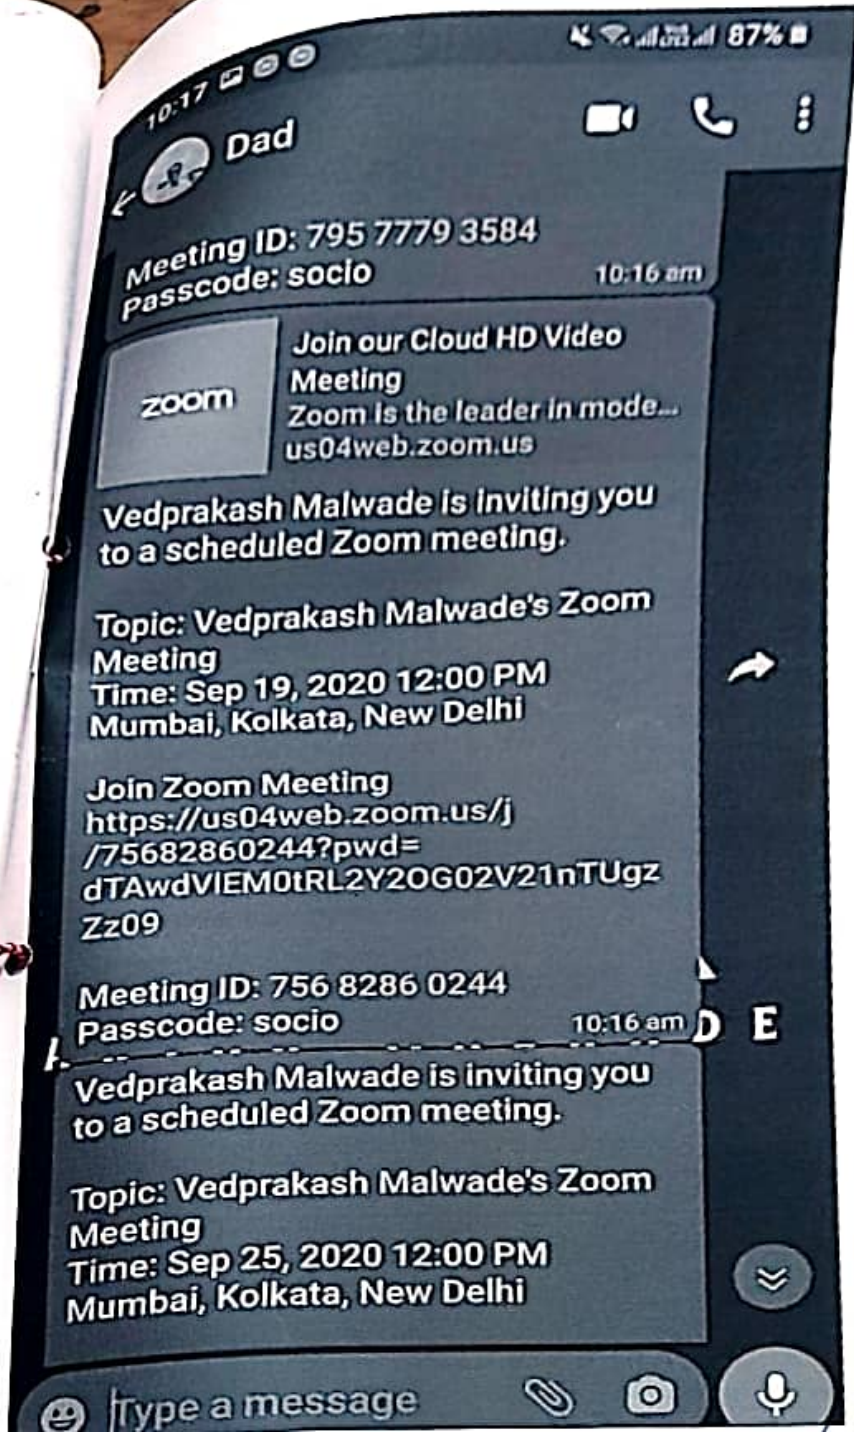 10:17
87%
Dad
Meeting ID: 795 7779 3584
Passcode: socio
10:16 am
zoom
Join our Cloud HD Video
Meeting
Zoom is the leader in mode...
us04web.zoom.us
Vedprakash Malwade is inviting you
to a scheduled Zoom meeting.
Topic: Vedprakash Malwade's Zoom
Meeting
Time: Sep 19, 2020 12:00 PM
Mumbai, Kolkata, New Delhi
Join Zoom Meeting
https://us04web.zoom.us/j
/75682860244?pwd=
dTAwdVlEM0tRL2Y2OG02V21nTUgz
Zz09
Meeting ID: 756 8286 0244
Passcode: socio
10:16 am
D E
Vedprakash Malwade is inviting you
to a scheduled Zoom meeting.
Topic: Vedprakash Malwade's Zoom
Meeting
Time: Sep 25, 2020 12:00 PM
Mumbai, Kolkata, New Delhi
Type a message